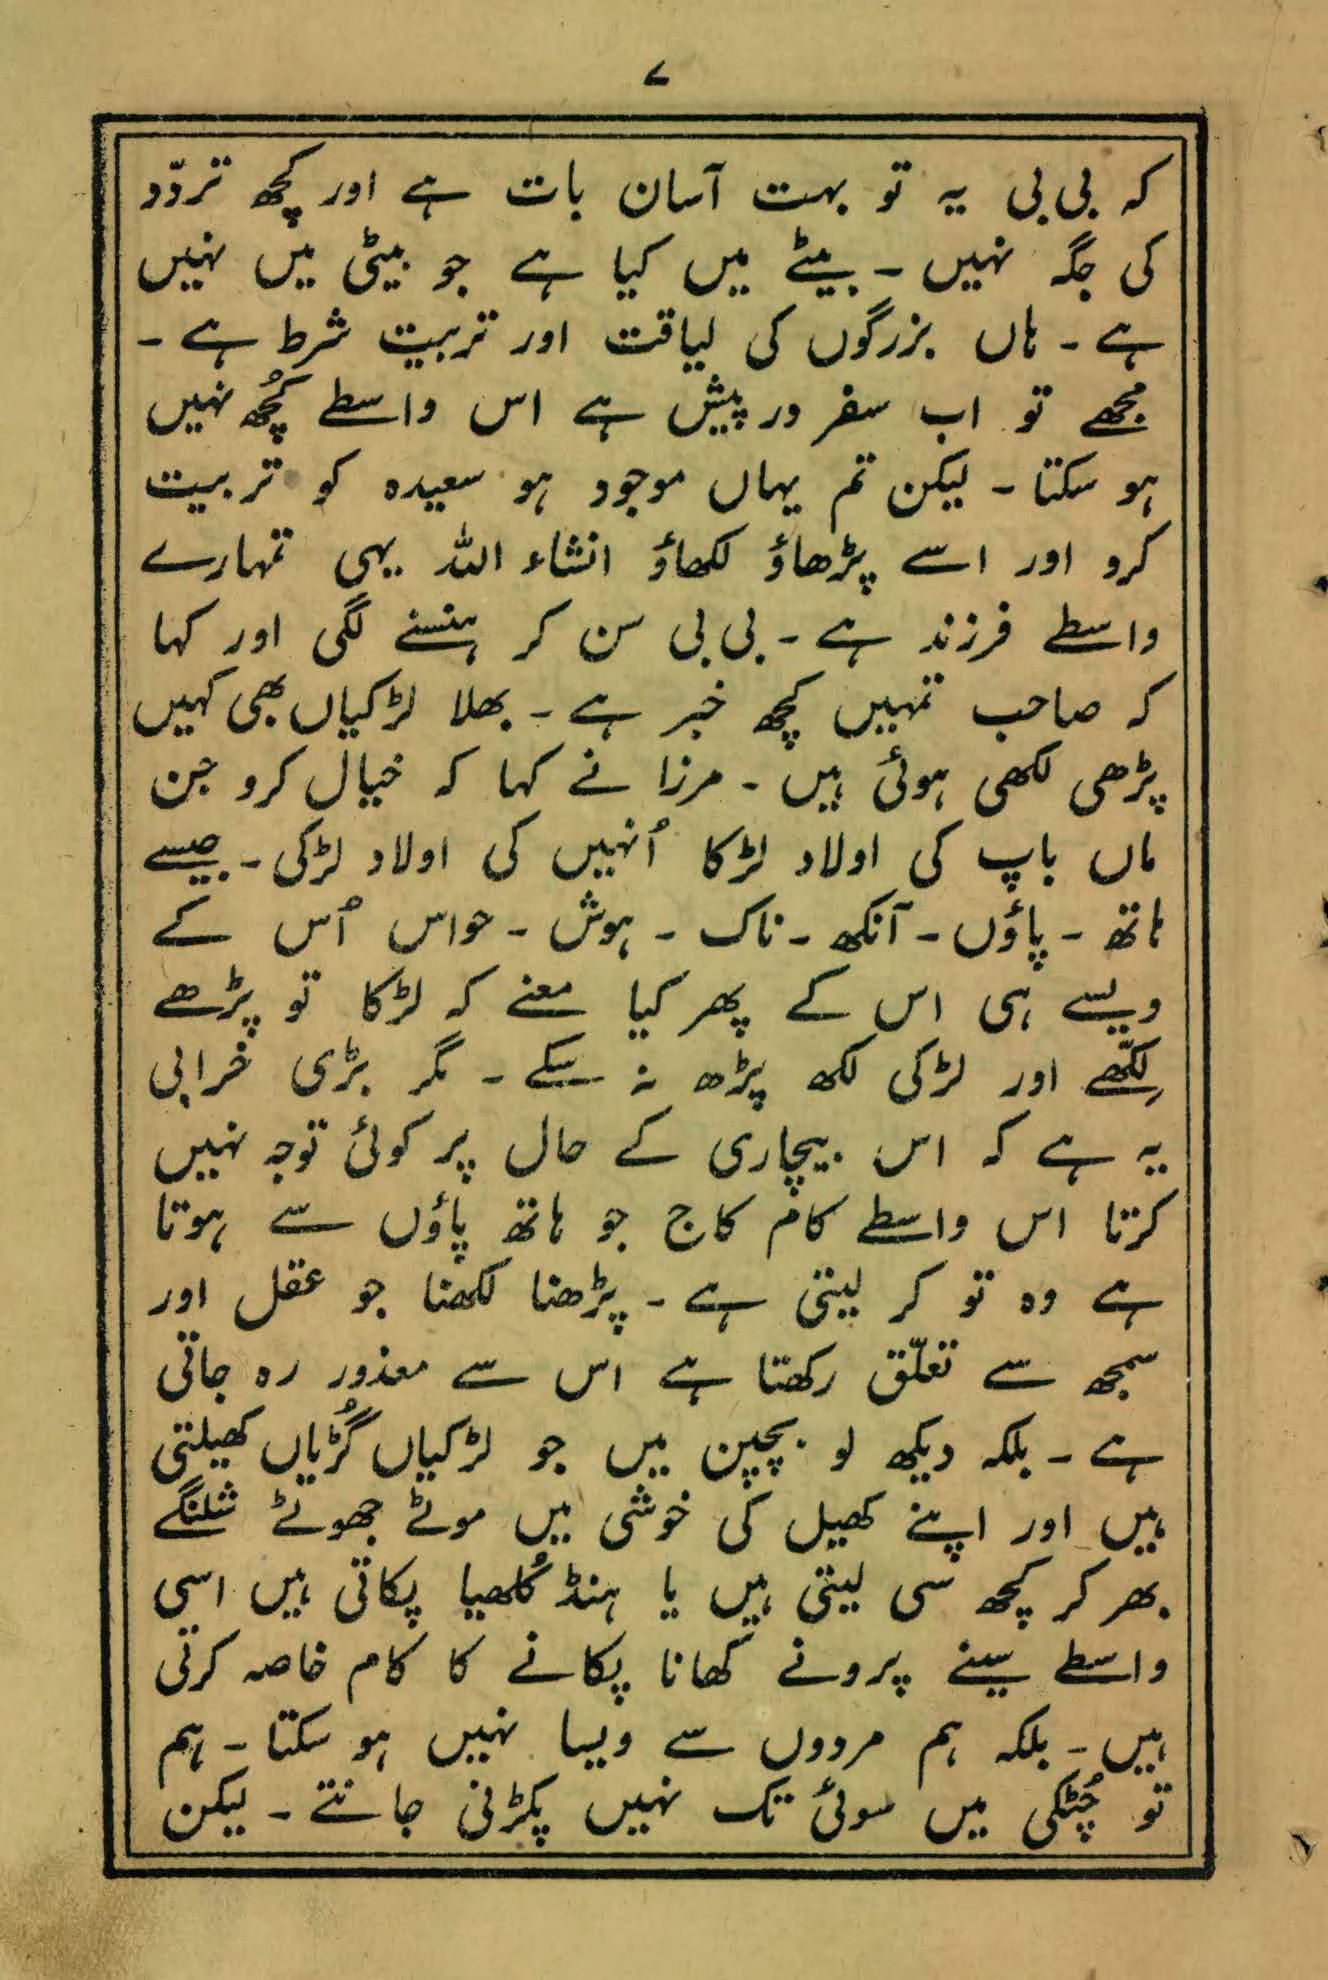 ۷
کہ بی بی یہ تو بہت آسان بات ہے اور کچھ تردّد
کی جگہ نہیں ۔ بیٹے میں کیا ہے جو بیٹی میں نہیں
ہے ۔ ہاں بزرگوں کی لیاقت اور تربیت شرط ہے ۔
مجھے تو اب سفر درپیش ہے اس واسطے کُچھ نہیں
ہو سکتا ۔ لیکن تم یہاں موجود ہو سعیدہ کو تربیت
کرو اور اسے پڑھاؤ لکھاؤ انشاء اللہ یہی تمہارے
واسطے فرزند ہے ۔ بی بی سن کر ہنسنے لگی اور کہا
کہ صاحب تمہیں کچھ خبر ہے ۔ بھلا لڑکیاں بھی کہیں
پڑھی لکھی ہوئی ہیں ۔ مرزا نے کہا کہ خیال کرو جن
ماں باپ کی اولاد لڑکا اُنہیں کی اولاد لڑکی ۔ جیسے
ہاتھ ۔ پاؤں ۔ آنکھ ۔ ناک ۔ ہوش ۔ حواس اُس کے
ویسے ہی اس کے پھر کیا معنے کہ لڑکا تو پڑھے
لِکھّے اور لڑکی لکھ پڑھ نہ سکے ۔ مگر بڑی خرابی
یہ ہے کہ اس بیچاری کے حال پر کوئی توجہ نہیں
کرتا اس واسطے کام کاج جو ہاتھ پاؤں سے ہوتا
ہے وہ تو کر لیتی ہے ۔ پڑھنا لکھنا جو عقل اور
سمجھ سے تعلّق رکھتا ہے اس سے معذور رہ جاتی
ہے ۔ بلکہ دیکھ لو بچپن میں جو لڑکیاں گُڑیاں کھیلتی
ہیں اور اپنے کھیل کی خوشی میں موٹے جھوٹے شلنگے
بھر کر کچھ سی لیتی ہیں یا ہنڈ کُلھیا پکاتی ہیں اسی
واسطے سینے پرونے کھانا پکانے کا کام خاصہ کرتی
ہیں ۔ بلکہ ہم مردوں سے ویسا نہیں ہو سکتا ۔ ہم
تو چُٹکی میں سوئی تک نہیں پکڑنی جانتے ۔ لیکن